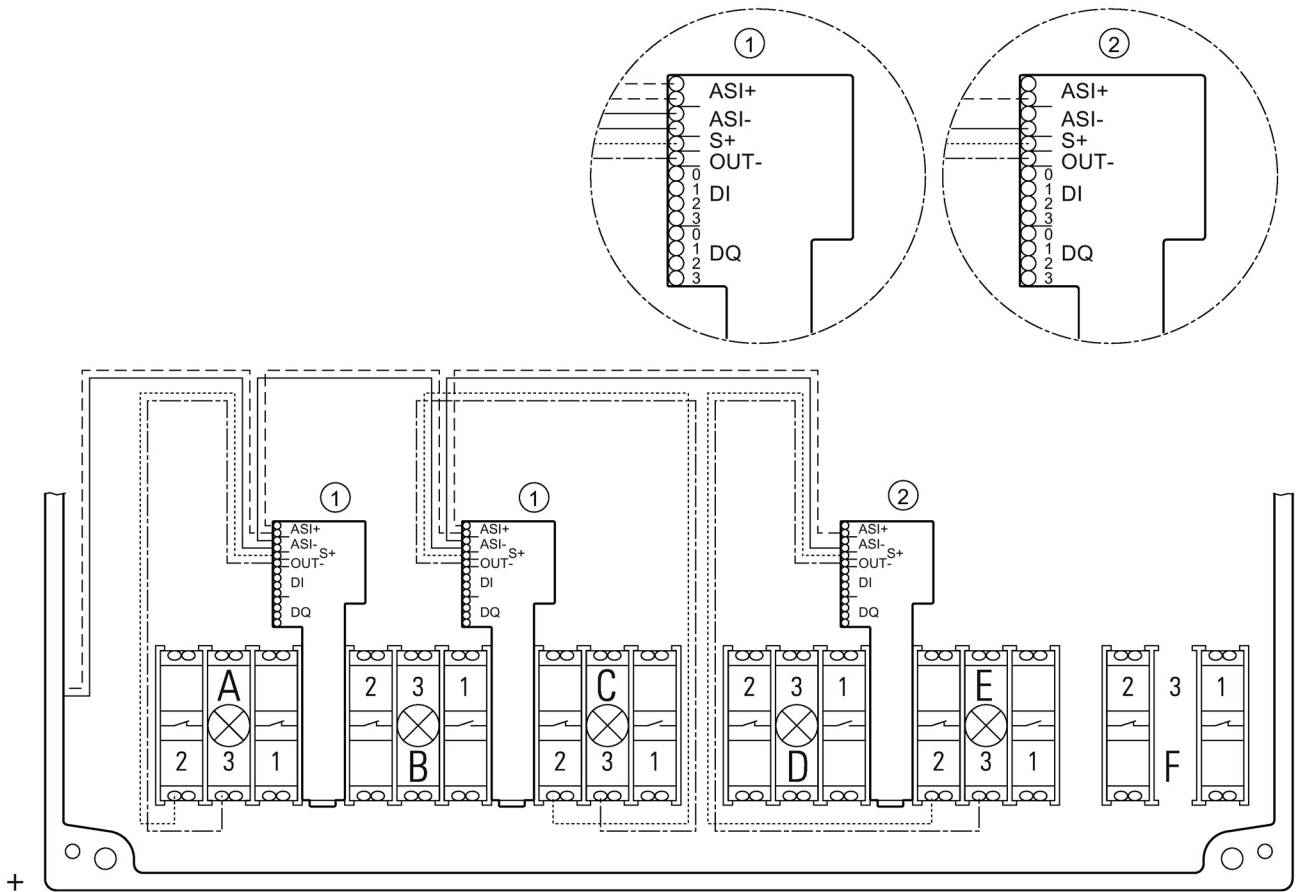 1
ASI+
ASI-
S+
OUT-
0
1
2
3
DI
0
1
2
3
DQ
2
ASI+
ASI-
S+
OUT-
0
1
2
3
DI
0
1
2
3
DQ
1
ASI+
ASI-
S+
OUT-
DI
DQ
1
ASI+
ASI-
S+
OUT-
DI
DQ
2
ASI+
ASI-
S+
OUT-
DI
DQ
A
2 3 1
2 3 1
B
C
2 3 1
2 3 1
D
E
2 3 1
2 3 1
F
+